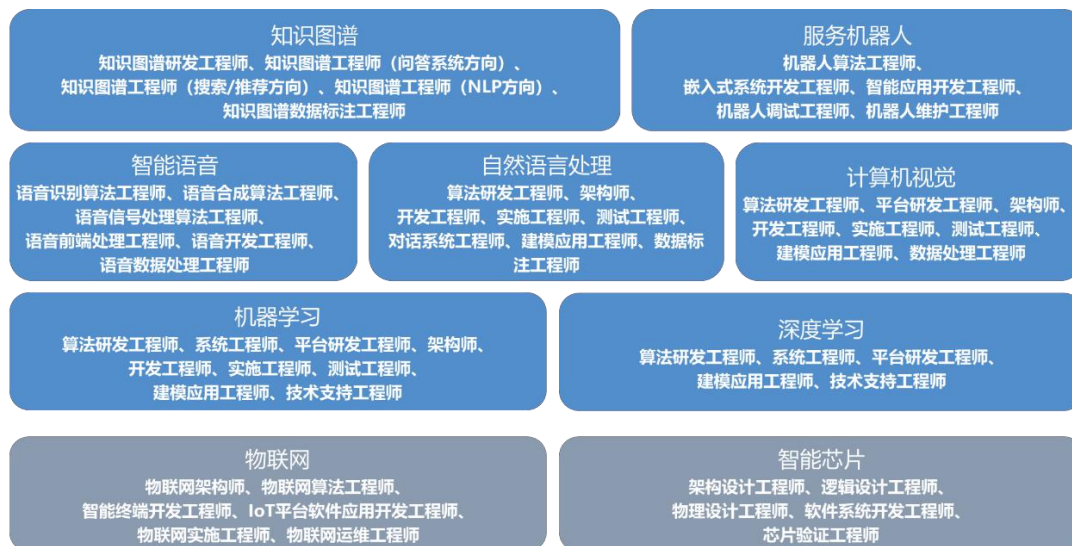 知识图谱
知识图谱研发工程师、知识图谱工程师（问答系统方向）、
知识图谱工程师（搜索/推荐方向）、知识图谱工程师（NLP方向）、
知识图谱数据标注工程师
服务机器人
机器人算法工程师、
嵌入式系统开发工程师、智能应用开发工程师、
机器人调试工程师、机器人维护工程师
智能语音
语音识别算法工程师、语音合成算法工程师、
语音信号处理算法工程师、
语音前端处理工程师、语音开发工程师、
语音数据处理工程师
自然语言处理
算法研发工程师、架构师、
开发工程师、实施工程师、测试工程师、
对话系统工程师、建模应用工程师、数据标
注工程师
计算机视觉
算法研发工程师、平台研发工程师、架构师、
开发工程师、实施工程师、测试工程师、
建模应用工程师、数据处理工程师
机器学习
算法研发工程师、系统工程师、平台研发工程师、架构师、
开发工程师、实施工程师、测试工程师、
建模应用工程师、技术支持工程师
深度学习
算法研发工程师、系统工程师、平台研发工程师、
建模应用工程师、技术支持工程师
物联网
物联网架构师、物联网算法工程师、
智能终端开发工程师、IoT平台软件应用开发工程师、
物联网实施工程师、物联网运维工程师
智能芯片
架构设计工程师、逻辑设计工程师、
物理设计工程师、软件系统开发工程师、
芯片验证工程师